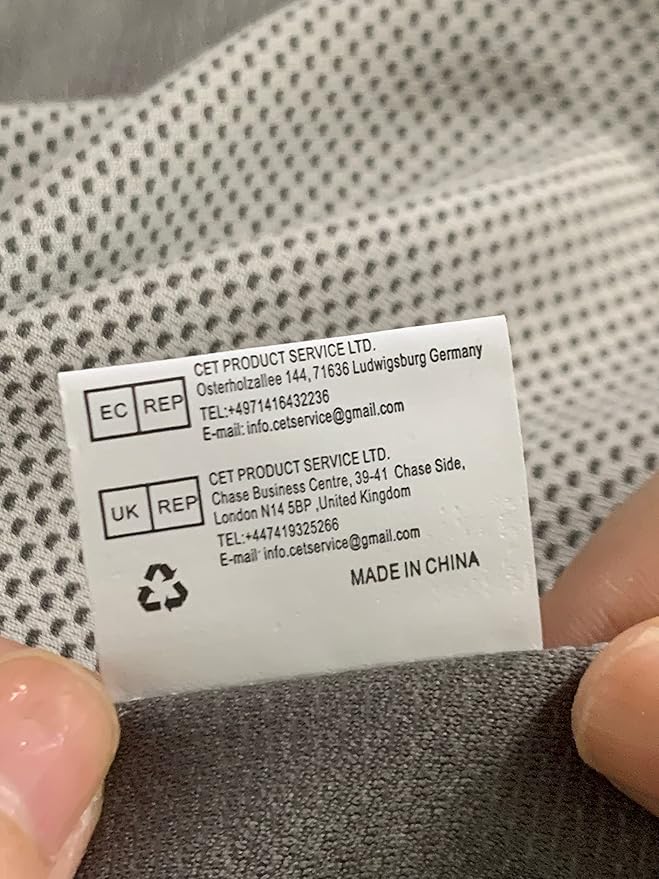 CET PRODUCT SERVICE LTD.
EC REP
Osterholzallee 144, 71636 Ludwigsburg Germany
TEL:+4971416432236
E-mail: info.cetservice@gmail.com
CET PRODUCT SERVICE LTD.
UK REP
Chase Business Centre, 39-41 Chase Side,
London N14 5BP ,United Kingdom
TEL:+447419325266
E-mail: info.cetservice@gmail.com
MADE IN CHINA